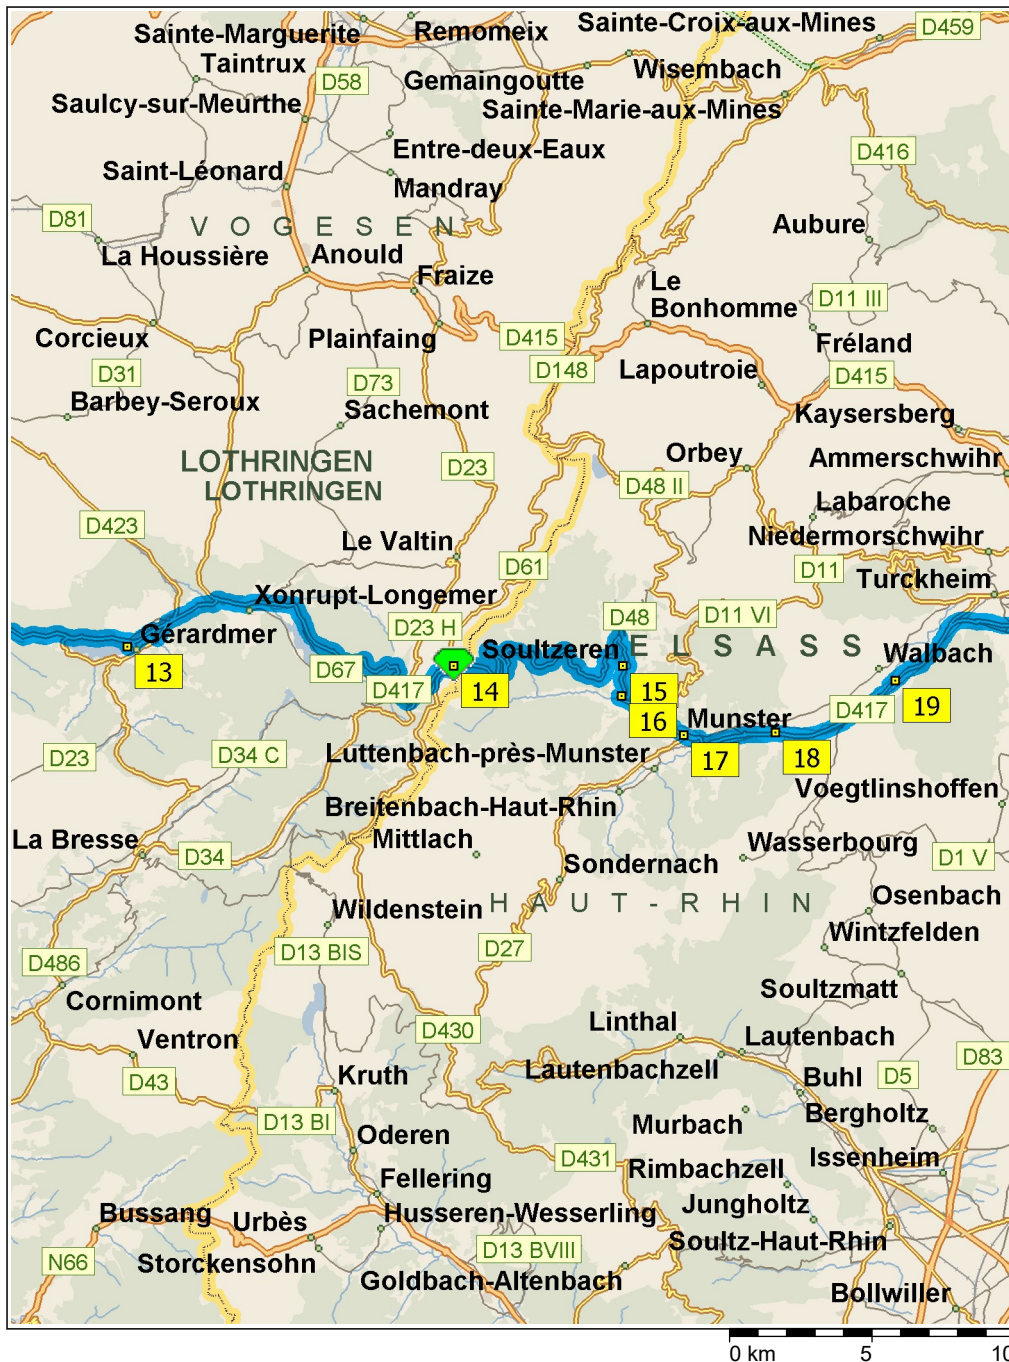 Sainte-Marguerite
Remomeix
Sainte-Croix-aux-Mines
D459
Taintrux
D58
Gemaingoutte
Wisembach
Saulcy-sur-Meurthe
Sainte-Marie-aux-Mines
Entre-deux-Eaux
D416
Saint-Léonard
Mandray
D81
VOGESEN
Aubure
La Houssière
Anould
Fraize
Le
Bonhomme
D11 III
Corcieux
Plainfaing
D415
Fréland
D31
D73
D148
Lapoutroie
D415
Barbey-Seroux
Sachemont
Kaysersberg
LOTHRINGEN
D23
Orbey
Ammerschwihr
LOTHRINGEN
D48 II
Labaroche
D423
Le Valtin
Niedermorschwihr
D61
D11
Turckheim
Xonrupt-Longemer
D23 H
D48
D11 VI
Gérardmer
Soultzeren
ELSASS
Walbach
13
D67
D417
14
15
D417
19
16
Munster
D23
D34 C
Luttenbach-près-Munster
17
18
Breitenbach-Haut-Rhin
Voegtlinshoffen
La Bresse
D34
Mittlach
Sondernach
Wasserbourg
D1 V
Wildenstein
HAUT-RHIN
Osenbach
D13 BIS
D27
Wintzfelden
D486
Cornimont
Soultzmatt
Ventron
D430
Linthal
Lautenbach
D83
D43
Kruth
Lautenbachzell
Buhl
D5
D13 BI
Murbach
Bergholtz
Oderen
D431
Rimbachzell
Issenheim
Fellering
Jungholtz
Bussang
Urbès
Husseren-Wesserling
Soultz-Haut-Rhin
N66
Storckensohn
D13 BVIII
Goldbach-Altenbach
Bollwiller
0 km
5
10